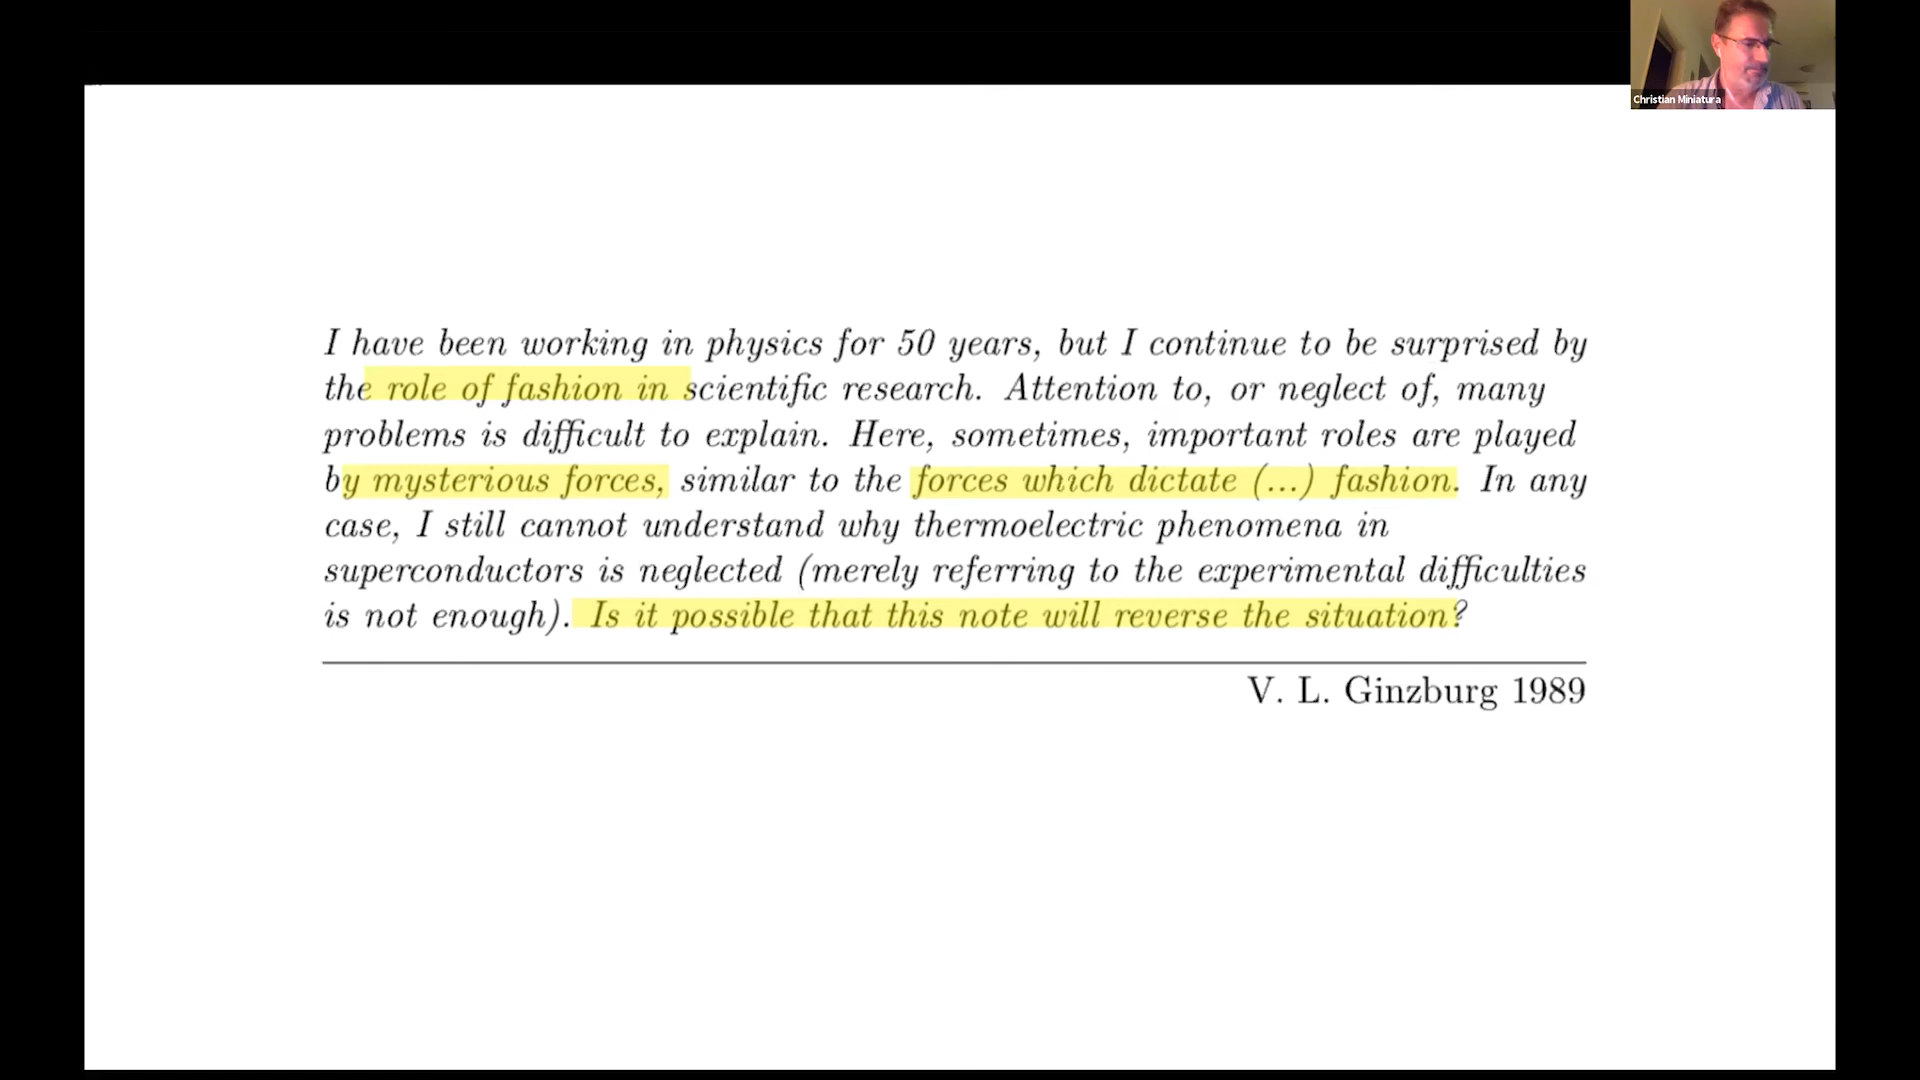 Christian Miniatura
I have been working in physics for 50 years, but I continue to be surprised by
the role of fashion in scientific research. Attention to, or neglect of, many
problems is difficult to explain. Here, sometimes, important roles are played
by mysterious forces, similar to the forces which dictate (...) fashion. In any
case, I still cannot understand why thermoelectric phenomena in
superconductors is neglected (merely referring to the experimental difficulties
is not enough). Is it possible that this note will reverse the situation?
V. L. Ginzburg 1989